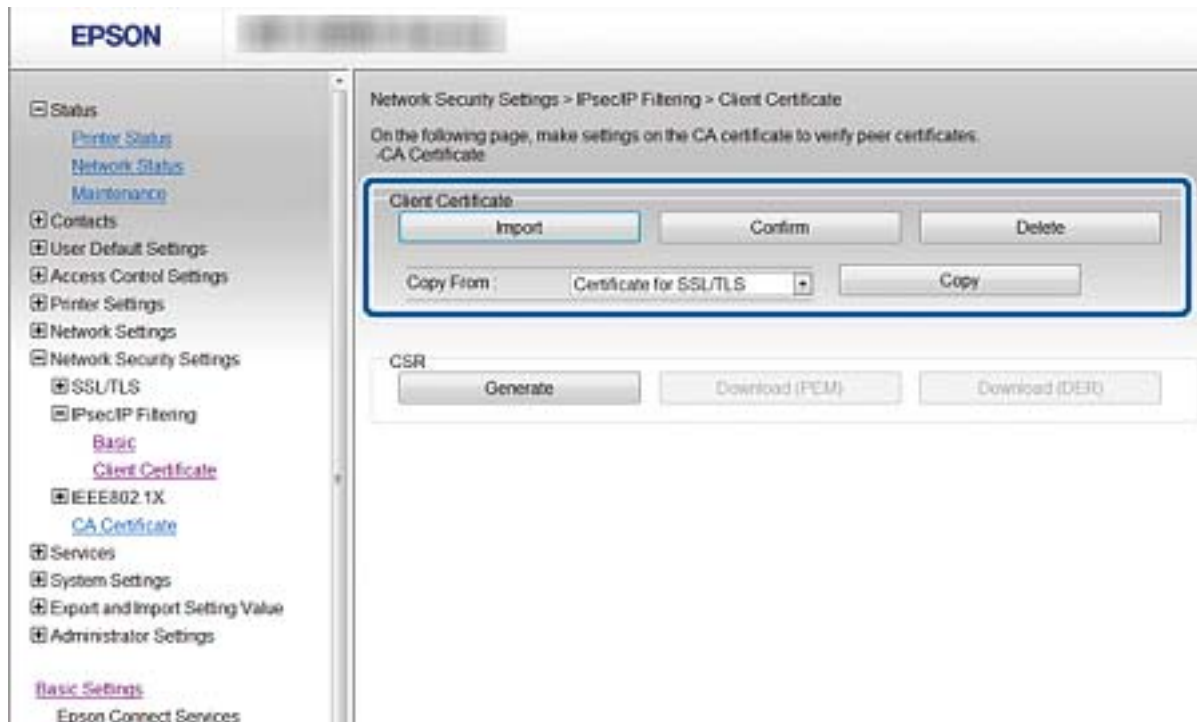 EPSON
Status
Printer Status
Network Status
Maintenance
Contacts
User Default Settings
Access Control Settings
Printer Settings
Network Settings
Network Security Settings
SSL/TLS
IPsec/IP Filtering
Basic
Client Certificate
IEEE802.1X
CA Certificate
Services
System Settings
Export and Import Setting Value
Administrator Settings
Basic Settings
Epson Connect Services
Network Security Settings > IPsec/IP Filtering > Client Certificate
On the following page, make settings on the CA certificate to verify peer certificates.
-CA Certificate
Client Certificate
Import Confirm Delete
Copy From : Certificate for SSL/TLS Copy
CSR
Generate Download (PEM) Download (DER)